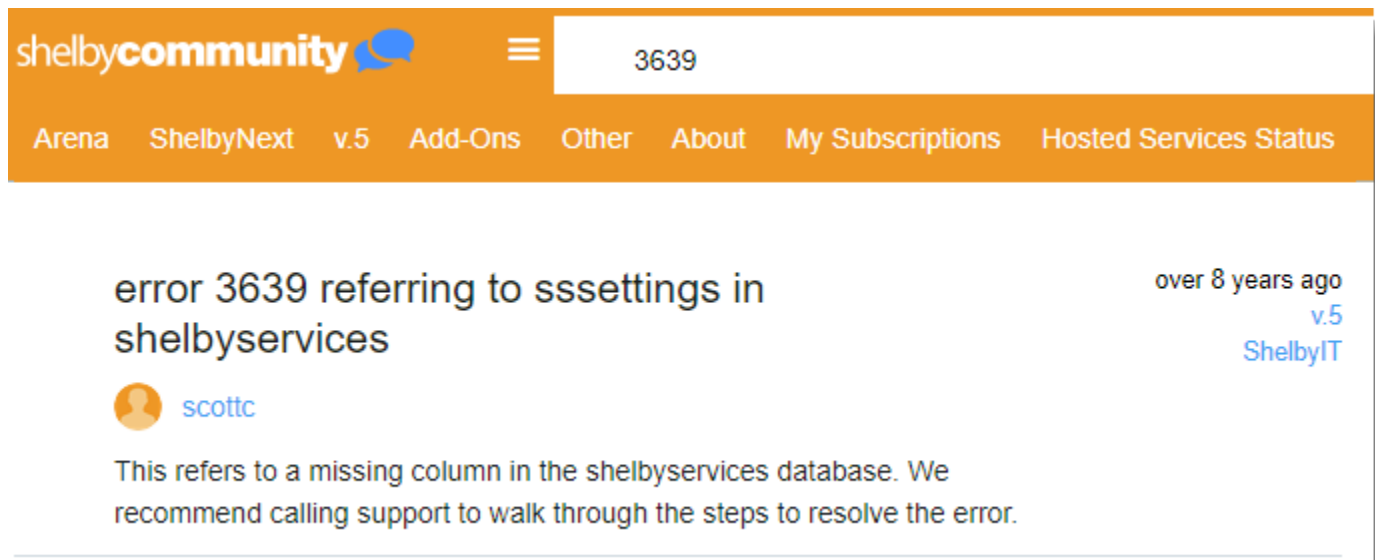 shelbycommunity
3639
Arena ShelbyNext v.5 Add-Ons Other About My Subscriptions Hosted Services Status
error 3639 referring to sssettings in
shelbyservices
over 8 years ago
v.5
ShelbyIT
scottc
This refers to a missing column in the shelbyservices database. We
recommend calling support to walk through the steps to resolve the error.